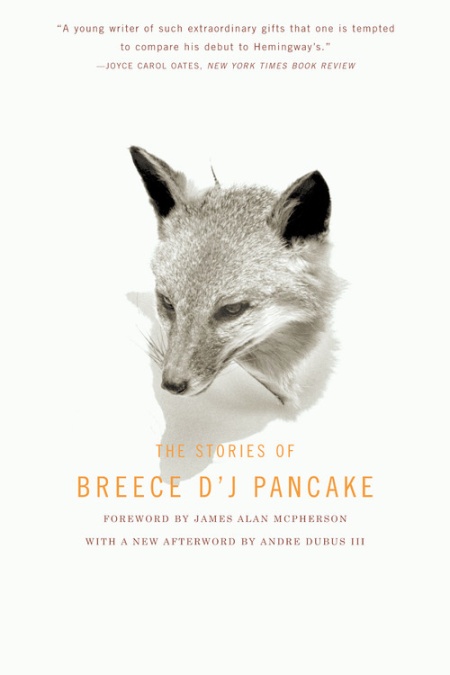 “A young writer of such extraordinary gifts that one is tempted
to compare his debut to Hemingway’s.”
—JOYCE CAROL OATES, NEW YORK TIMES BOOK REVIEW
THE STORIES OF
BREECE D’J PANCAKE
FOREWORD BY JAMES ALAN MCPHERSON
WITH A NEW AFTERWORD BY ANDRE DUBUS III